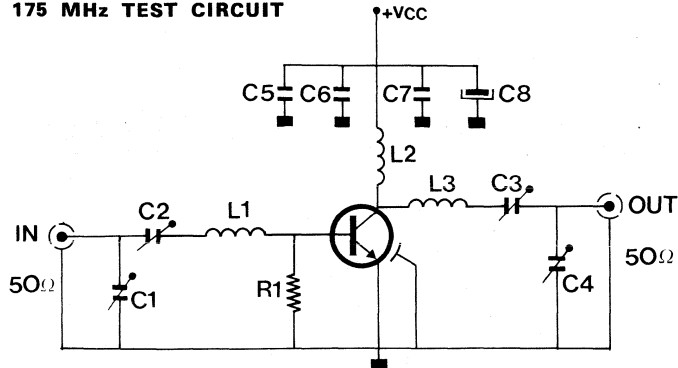 175 MHz TEST CIRCUIT
+VCC
C5 C6 C7 C8
L2
C2 L1 L3 C3
IN OUT
50Ω C1 R1 C4 50Ω